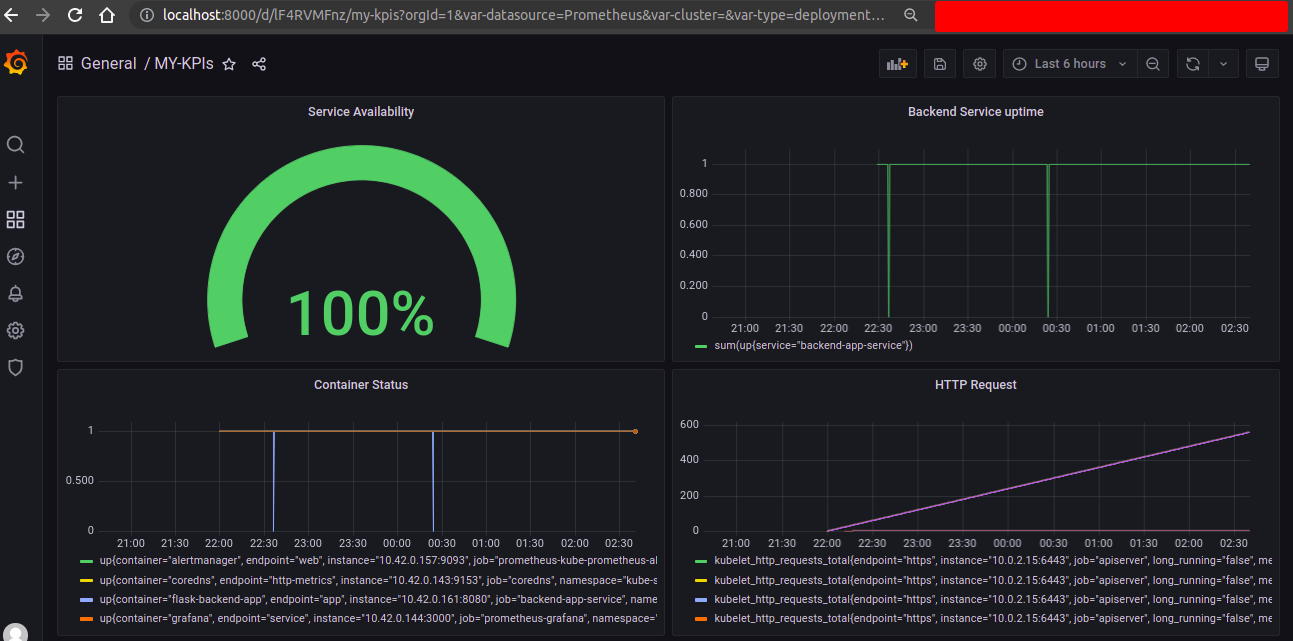 localhost:8000/d/lF4RVMFnz/my-kpis?orgId=1&var-datasource=Prometheus&var-cluster=&var-type=deployment...
General / MY-KPIs
Last 6 hours
Service Availability
100%
Backend Service uptime
1
0.800
0.600
0.400
0.200
0
21:00 21:30 22:00 22:30 23:00 23:30 00:00 00:30 01:00 01:30 02:00 02:30
sum(up{service="backend-app-service"})
Container Status
1
0.500
0
21:00 21:30 22:00 22:30 23:00 23:30 00:00 00:30 01:00 01:30 02:00 02:30
up{container="alertmanager", endpoint="web", instance="10.42.0.157:9093", job="prometheus-kube-prometheus-al
up{container="coredns", endpoint="http-metrics", instance="10.42.0.143:9153", job="coredns", namespace="kube-s
up{container="flask-backend-app", endpoint="app", instance="10.42.0.161:8080", job="backend-app-service", name
up{container="grafana", endpoint="service", instance="10.42.0.144:3000", job="prometheus-grafana", namespace="
HTTP Request
600
400
200
0
21:00 21:30 22:00 22:30 23:00 23:30 00:00 00:30 01:00 01:30 02:00 02:30
kubelet_http_requests_total{endpoint="https", instance="10.0.2.15:6443", job="apiserver", long_running="false", me
kubelet_http_requests_total{endpoint="https", instance="10.0.2.15:6443", job="apiserver", long_running="false", me
kubelet_http_requests_total{endpoint="https", instance="10.0.2.15:6443", job="apiserver", long_running="false", me
kubelet_http_requests_total{endpoint="https", instance="10.0.2.15:6443", job="apiserver", long_running="false", me